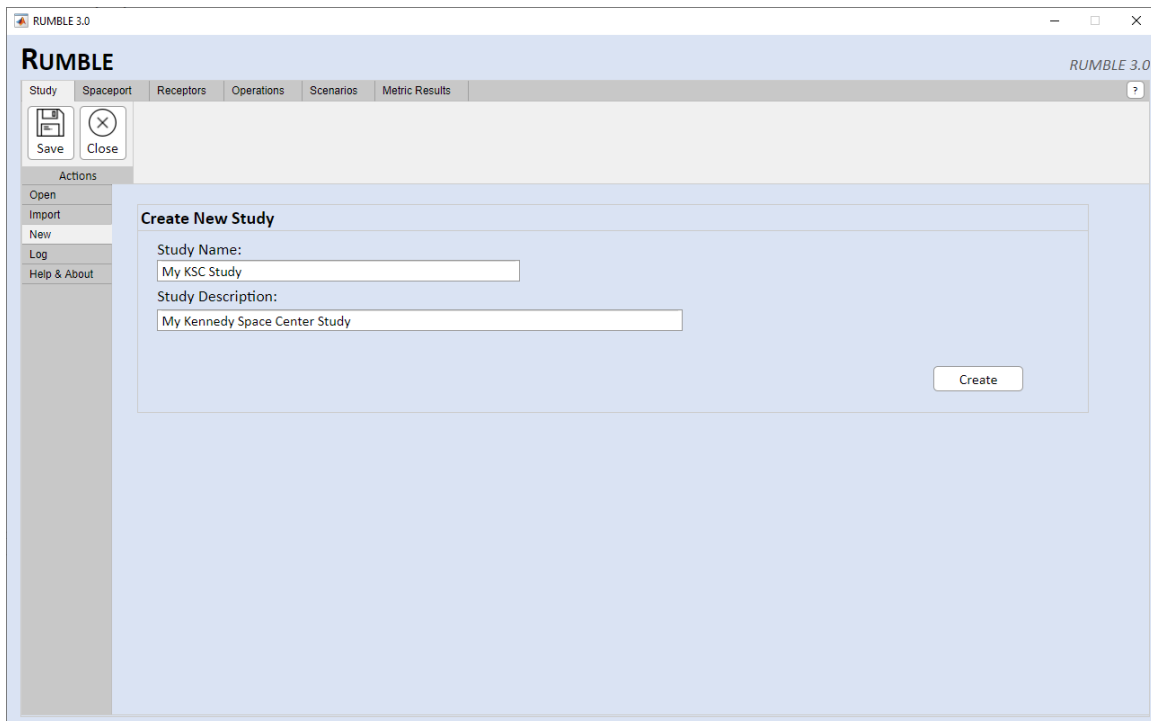 RUMBLE 3.0
RUMBLE
RUMBLE 3.0
Study Spaceport Receptors Operations Scenarios Metric Results ?
Save Close
Actions
Open
Import
New
Log
Help & About
Create New Study
Study Name:
My KSC Study
Study Description:
My Kennedy Space Center Study
Create